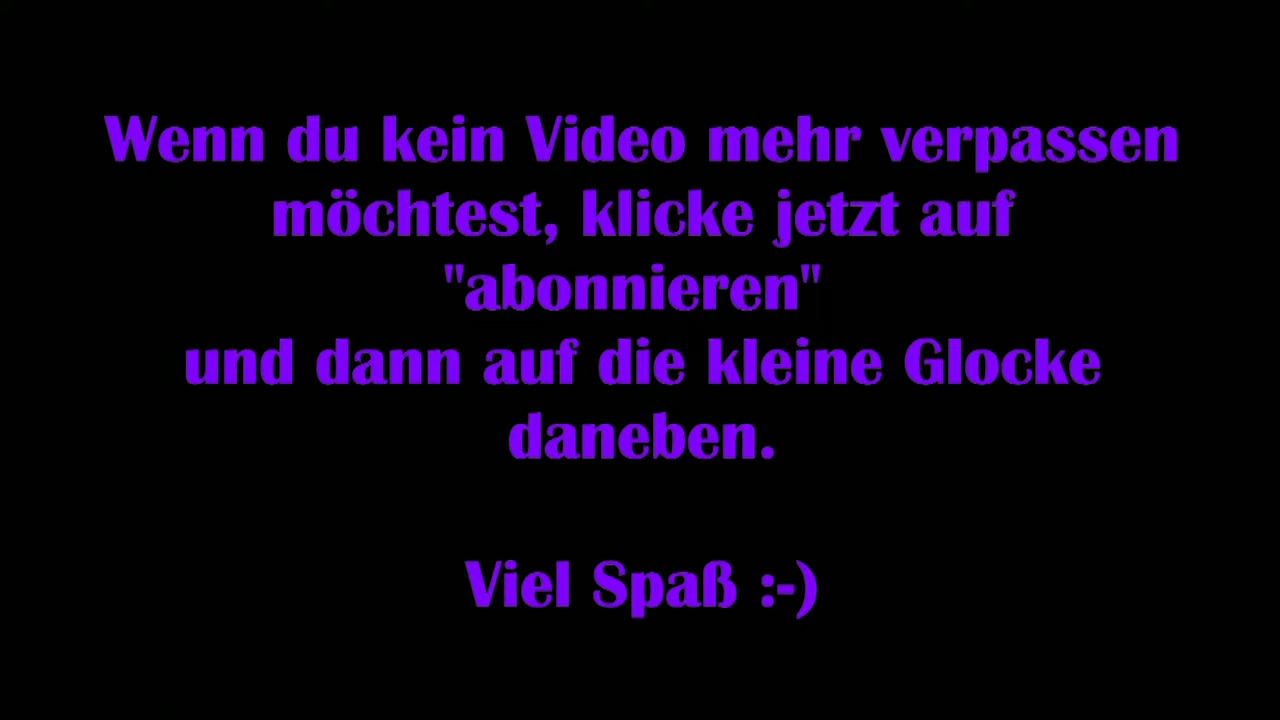 Wenn du kein Video mehr verpassen
möchtest, klicke jetzt auf
"abonnieren"
und dann auf die kleine Glocke
daneben.
Viel Spaß :-)